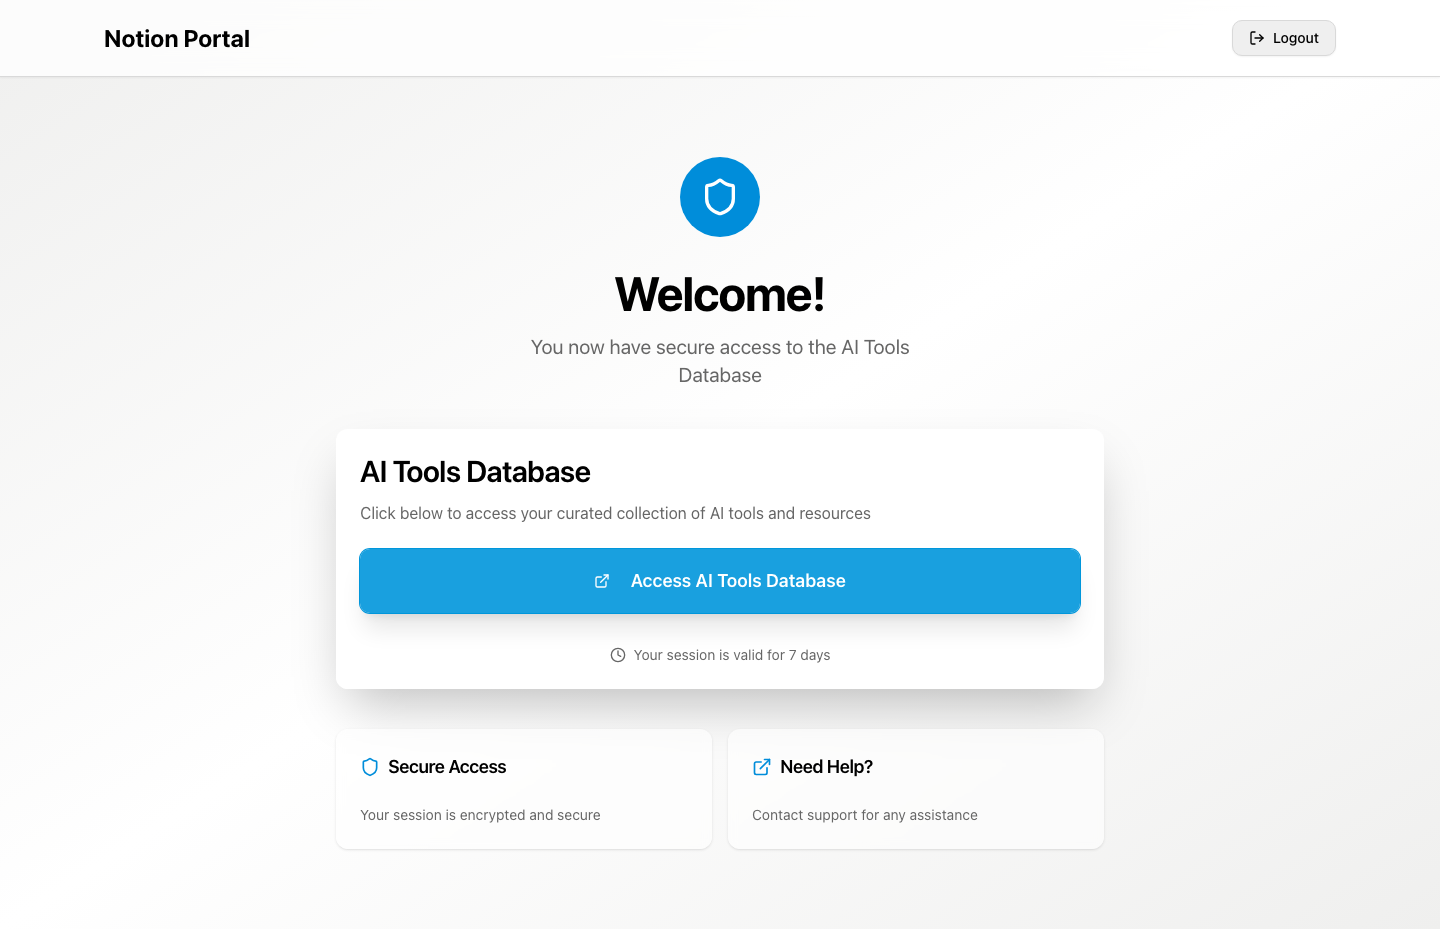 Notion Portal
Logout
Welcome!
You now have secure access to the AI Tools
Database
AI Tools Database
Click below to access your curated collection of AI tools and resources
Access AI Tools Database
Your session is valid for 7 days
Secure Access
Your session is encrypted and secure
Need Help?
Contact support for any assistance